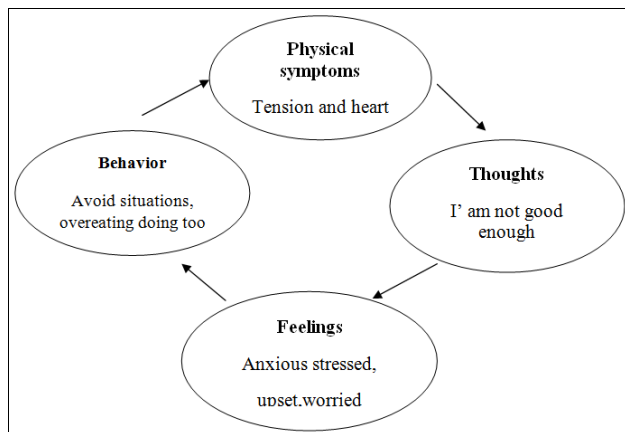 Physical
symptoms
Tension and heart
Thoughts
I’ am not good
enough
Feelings
Anxious stressed,
upset,worried
Behavior
Avoid situations,
overeating doing too